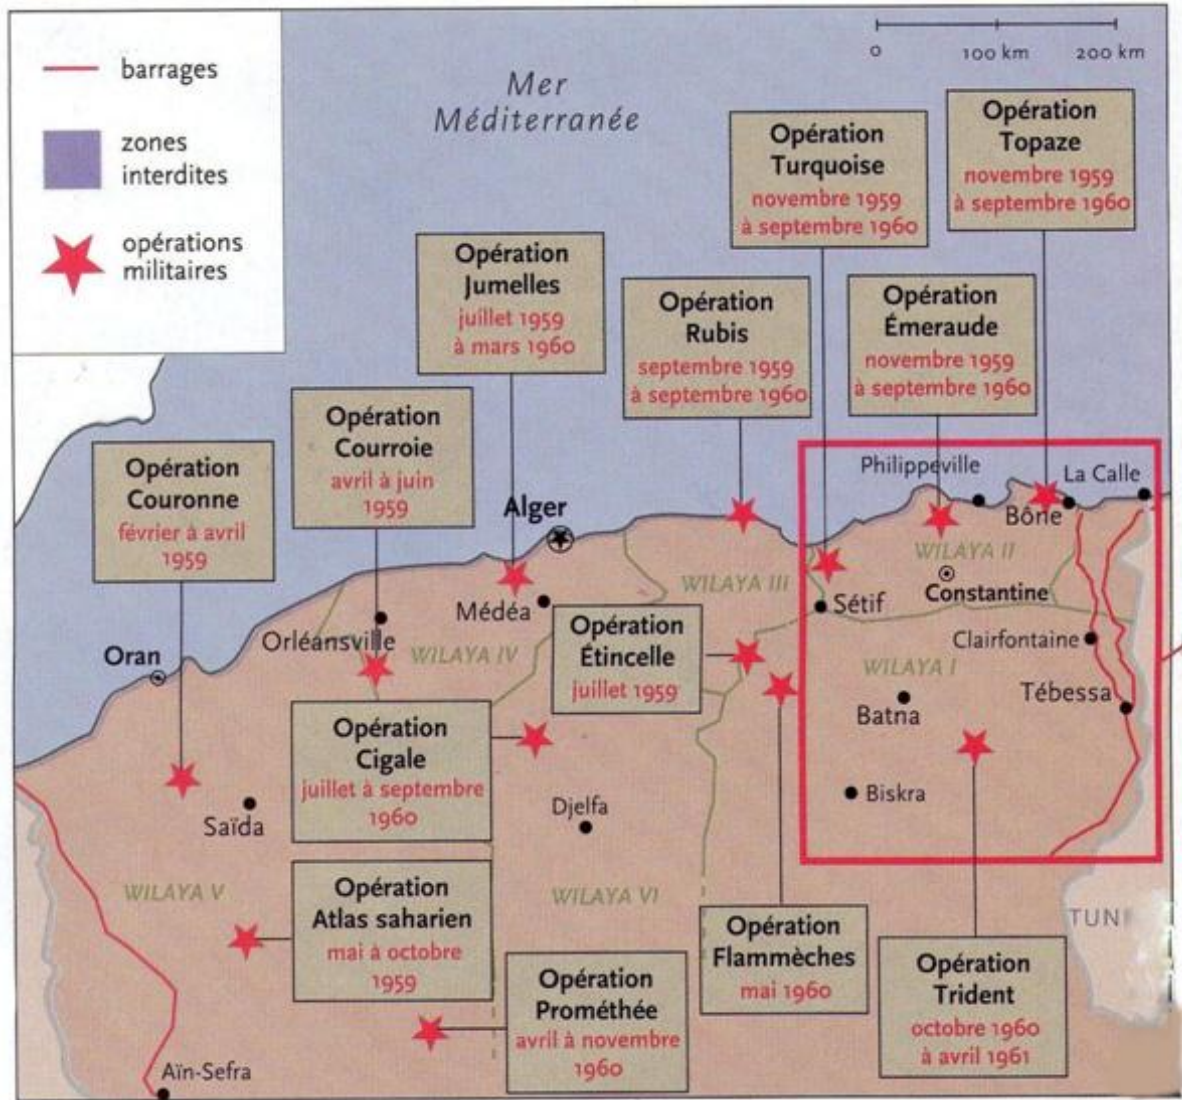 barrages
zones
interdites
opérations
militaires
0 100 km 200 km
Mer
Méditerranée
Opération
Topaze
novembre 1959
à septembre 1960
Opération
Turquoise
novembre 1959
à septembre 1960
Opération
Jumelles
juillet 1959
à mars 1960
Opération
Rubis
septembre 1959
à septembre 1960
Opération
Émeraude
novembre 1959
à septembre 1960
Opération
Courroie
avril à juin
1959
Opération
Couronne
février à avril
1959
Philippeville
La Calle
Bône
Alger
WILAYA II
WILAYA III
Constantine
Médéa
Sétif
Orléansville
WILAYA IV
Oran
Opération
Étincelle
juillet 1959
Clairfontaine
WILAYA I
Tébessa
Batna
Opération
Cigale
juillet à septembre
1960
Biskra
Djelfa
Saïda
WILAYA V
WILAYA VI
Opération
Atlas saharien
mai à octobre
1959
Opération
Flammèches
mai 1960
TUNI
Opération
Prométhée
avril à novembre
1960
Opération
Trident
octobre 1960
à avril 1961
Aïn-Sefra